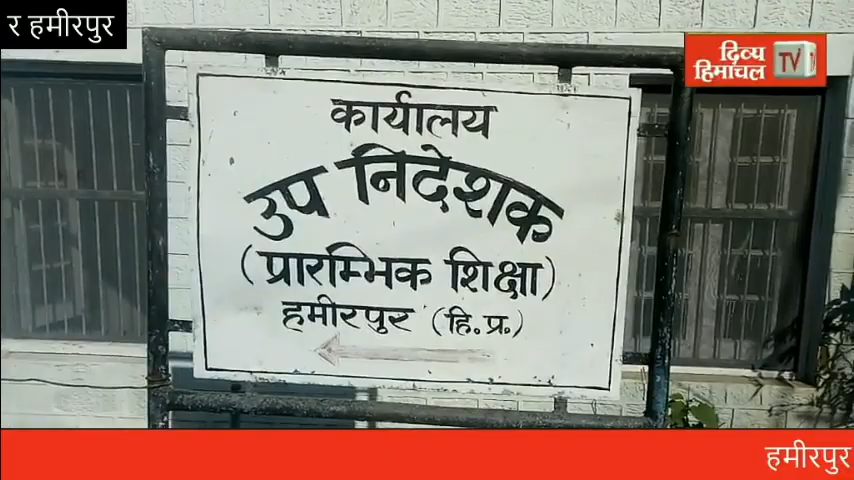 र हमीरपुर
दिव्य
हिमाचल TV
कार्यालय
उप निदेशक
(प्रारम्भिक शिक्षा)
हमीरपुर (हि.प्र.)
हमीरपुर